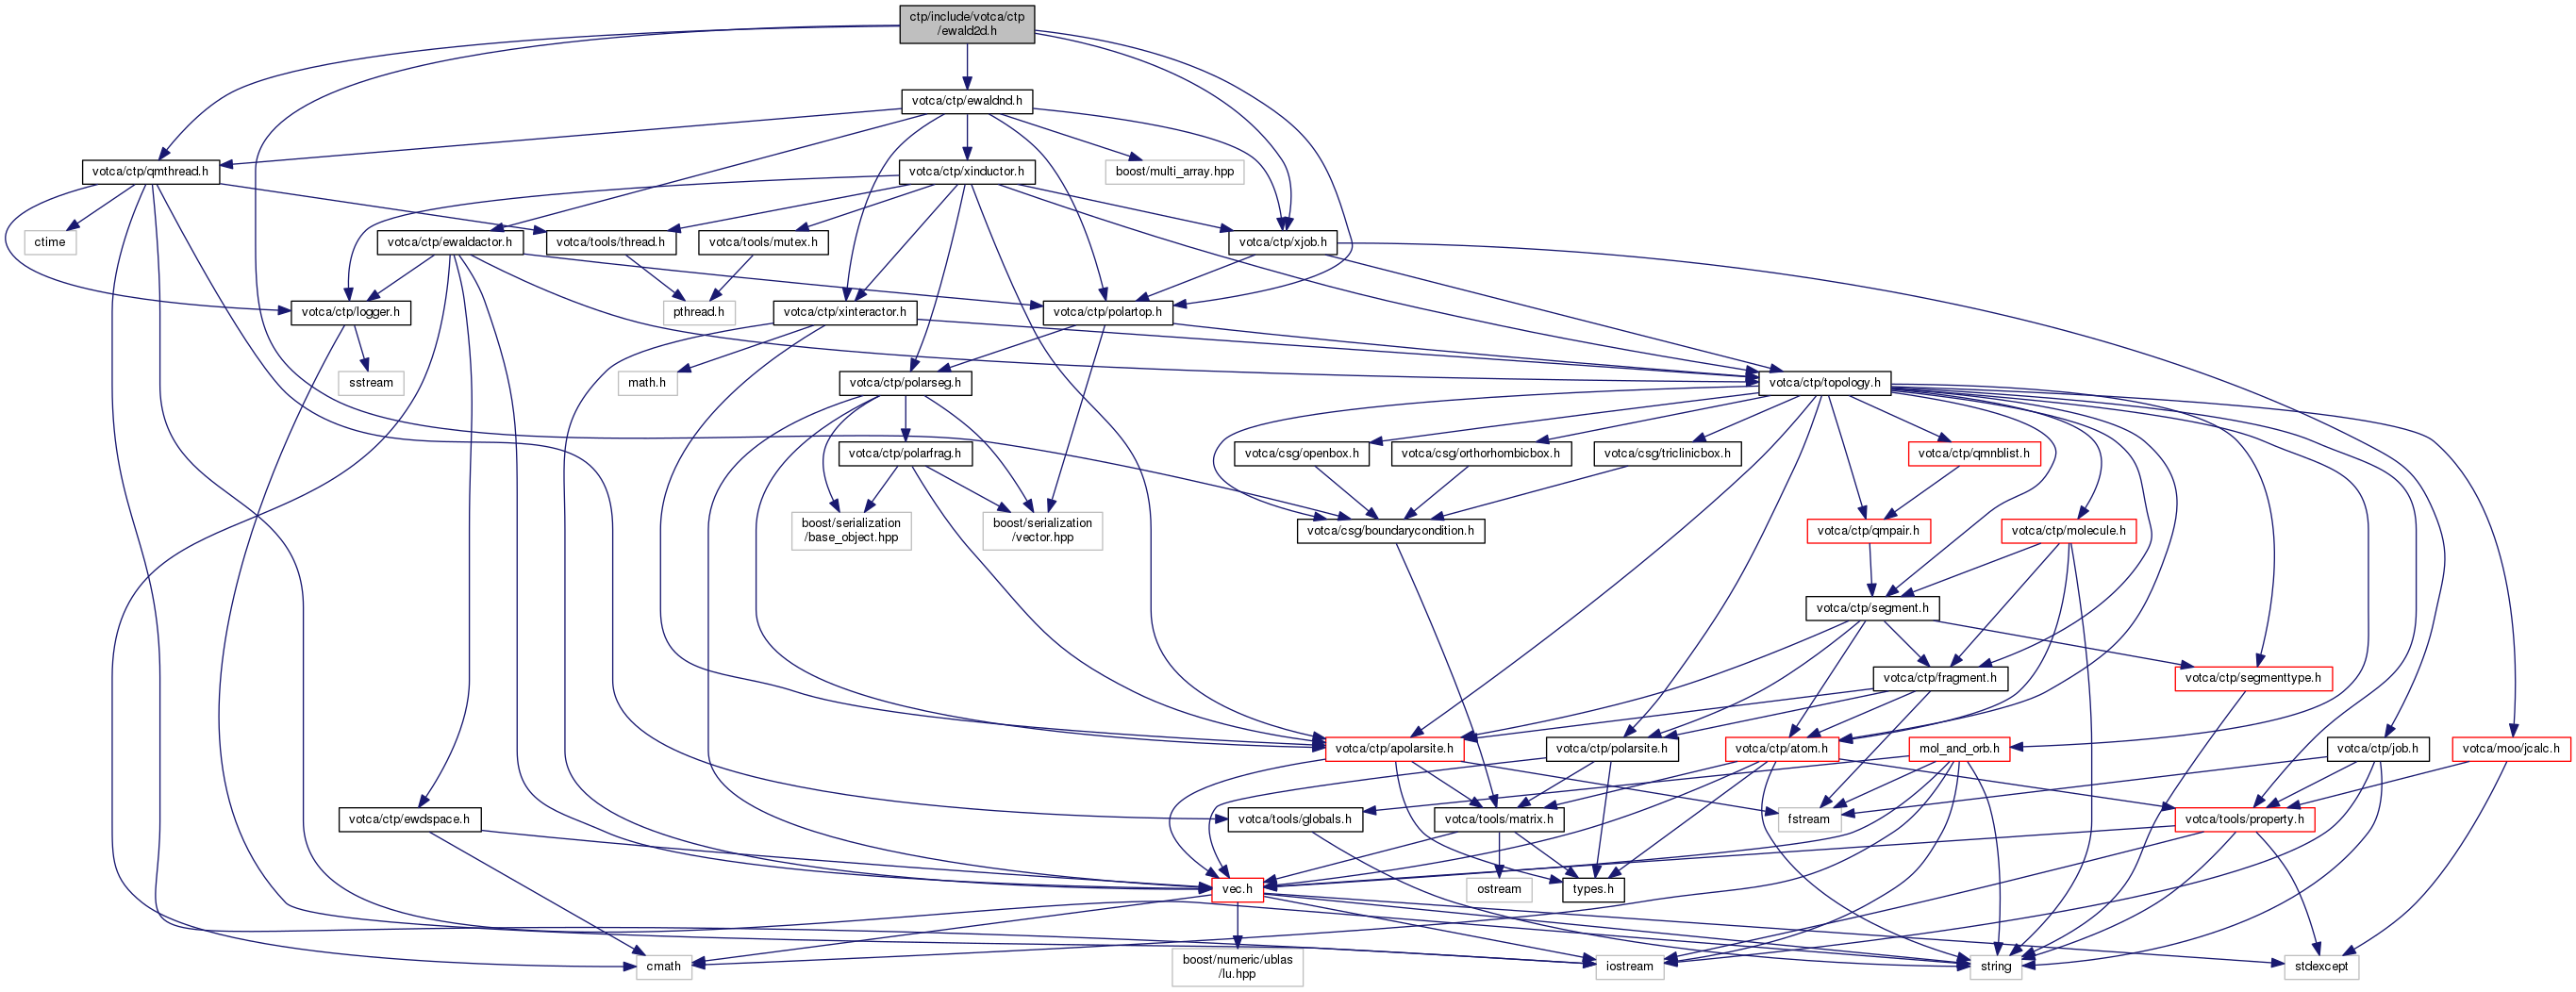 ctp/include/votca/ctp
/ewald2d.h
votca/ctp/ewaldnd.h
votca/ctp/qmthread.h
votca/ctp/xinductor.h
boost/multi_array.hpp
ctime
votca/ctp/ewaldactor.h
votca/tools/thread.h
votca/tools/mutex.h
votca/ctp/xjob.h
votca/ctp/logger.h
pthread.h
votca/ctp/xinteractor.h
votca/ctp/polartop.h
sstream
math.h
votca/ctp/polarseg.h
votca/ctp/topology.h
votca/ctp/polarfrag.h
votca/csg/openbox.h
votca/csg/orthorhombicbox.h
votca/csg/triclinicbox.h
votca/ctp/qmnblist.h
boost/serialization
/base_object.hpp
boost/serialization
/vector.hpp
votca/csg/boundarycondition.h
votca/ctp/qmpair.h
votca/ctp/molecule.h
votca/ctp/segment.h
votca/ctp/fragment.h
votca/ctp/segmenttype.h
votca/ctp/apolarsite.h
votca/ctp/polarsite.h
votca/ctp/atom.h
mol_and_orb.h
votca/ctp/job.h
votca/moo/jcalc.h
votca/ctp/ewdspace.h
votca/tools/globals.h
votca/tools/matrix.h
fstream
votca/tools/property.h
vec.h
ostream
types.h
cmath
boost/numeric/ublas
/lu.hpp
iostream
string
stdexcept